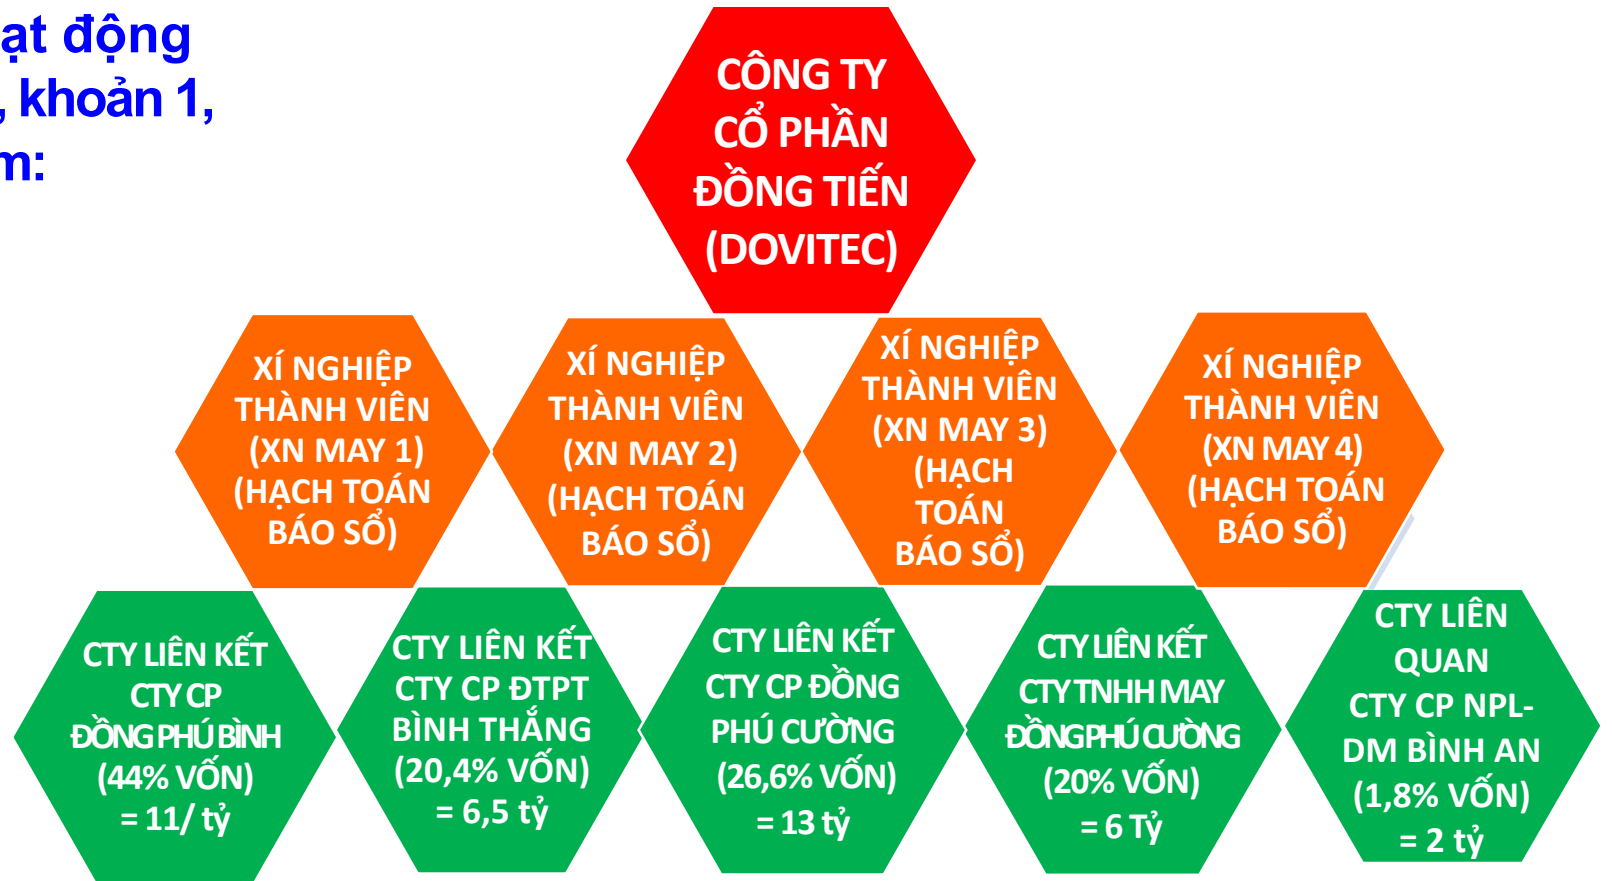 ạt động
, khoản 1,
m:
CÔNG TY
CỔ PHẦN
ĐỒNG TIẾN
(DOVITEC)
XÍ NGHIỆP
THÀNH VIÊN
(XN MAY 1)
(HẠCH TOÁN
BÁO SỔ)
XÍ NGHIỆP
THÀNH VIÊN
(XN MAY 2)
(HẠCH TOÁN
BÁO SỔ)
XÍ NGHIỆP
THÀNH VIÊN
(XN MAY 3)
(HẠCH
TOÁN
BÁO SỔ)
XÍ NGHIỆP
THÀNH VIÊN
(XN MAY 4)
(HẠCH TOÁN
BÁO SỔ)
CTY LIÊN KẾT
CTY CP
ĐỒNG PHÚ BÌNH
(44% VỐN)
= 11/ tỷ
CTY LIÊN KẾT
CTY CP ĐTPT
BÌNH THẮNG
(20,4% VỐN)
= 6,5 tỷ
CTY LIÊN KẾT
CTY CP ĐỒNG
PHÚ CƯỜNG
(26,6% VỐN)
= 13 tỷ
CTY LIÊN KẾT
CTY TNHH MAY
ĐỒNG PHÚ CƯỜNG
(20% VỐN)
= 6 Tỷ
CTY LIÊN
QUAN
CTY CP NPL-
DM BÌNH AN
(1,8% VỐN)
= 2 tỷ